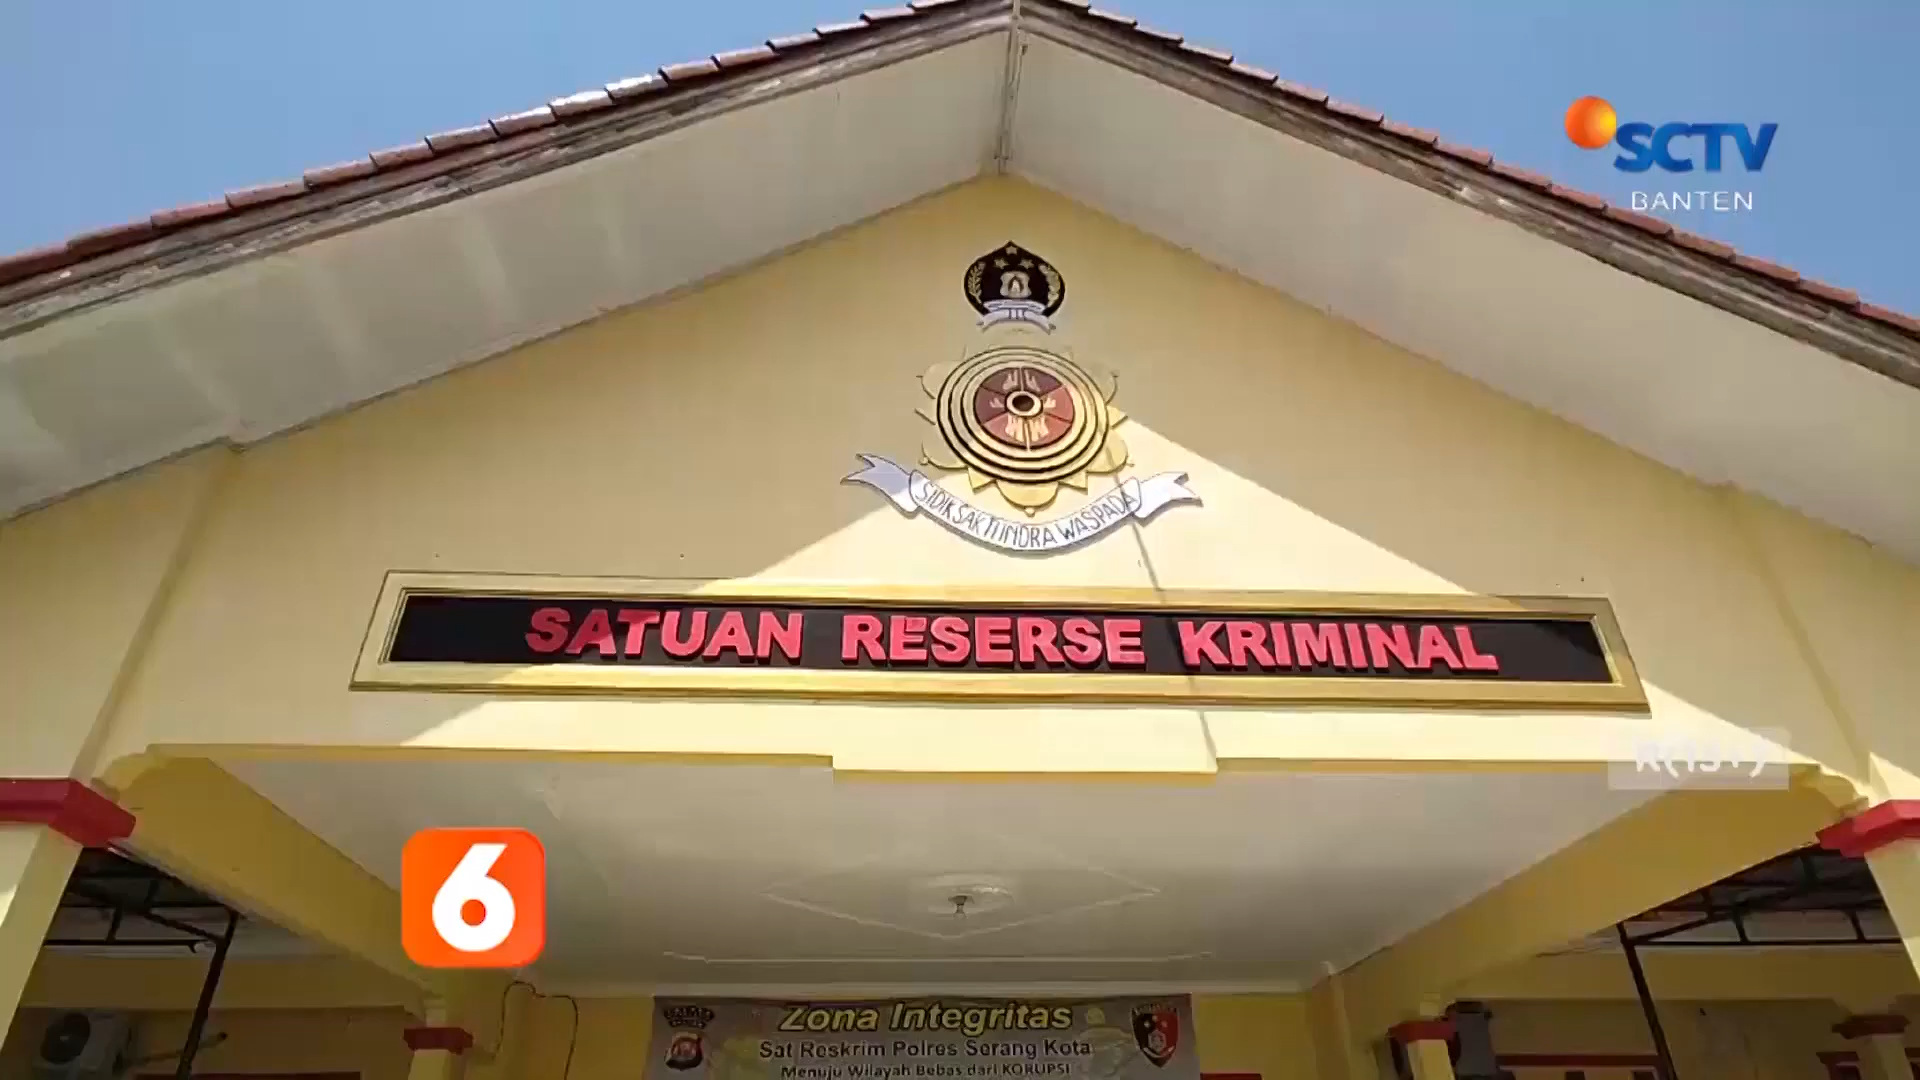 SCTV
BANTEN
SIDIK SAKTI INDRA WASPADA
SATUAN RESERSE KRIMINAL
R(13+)
6
Zona Integritas
Sat Reskrim Polres Serang Kota
Menuju Wilayah Bebas dari KORUPSI